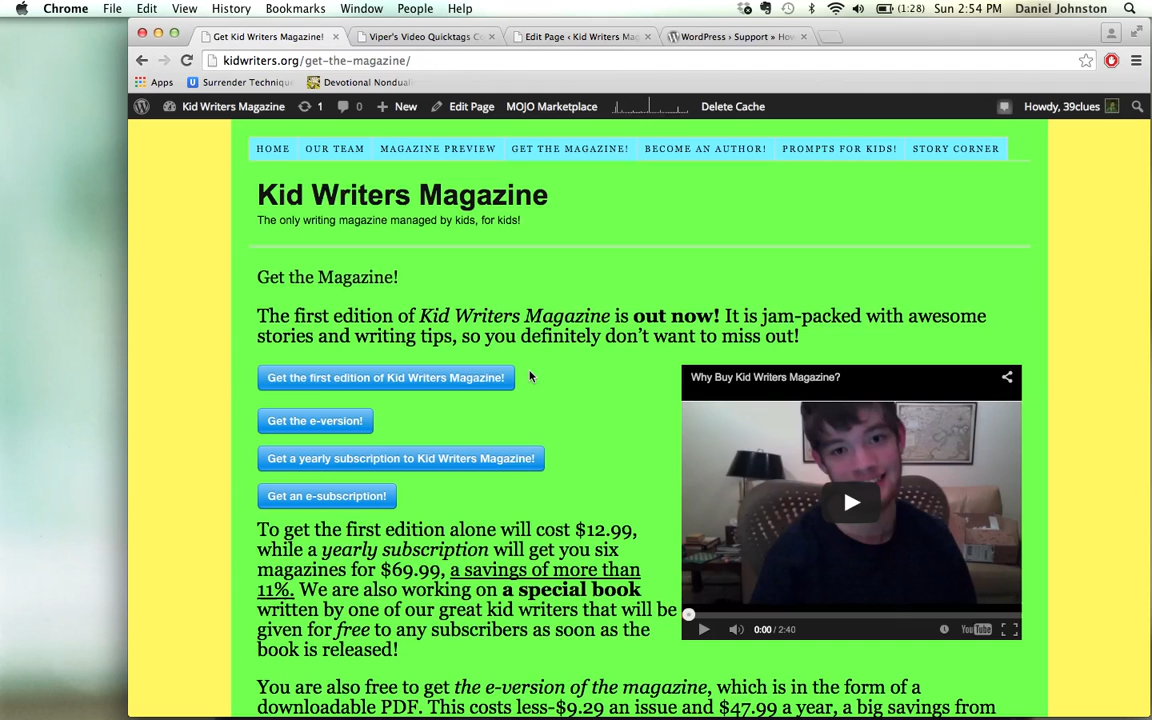 Chrome File Edit View History Bookmarks Window People Help (1:28) Sun 2:54 PM Daniel Johnston
Get Kid Writers Magazine! Viper's Video Quicktags Co Edit Page ‹ Kid Writers Mag WordPress › Support » How
kidwriters.org/get-the-magazine/
Apps Surrender Technique Devotional Nondual
Kid Writers Magazine 1 0 New Edit Page MOJO Marketplace Delete Cache Howdy, 39clues
HOME OUR TEAM MAGAZINE PREVIEW GET THE MAGAZINE! BECOME AN AUTHOR! PROMPTS FOR KIDS! STORY CORNER
Kid Writers Magazine
The only writing magazine managed by kids, for kids!
Get the Magazine!
The first edition of Kid Writers Magazine is out now! It is jam-packed with awesome
stories and writing tips, so you definitely don't want to miss out!
Get the first edition of Kid Writers Magazine!
Get the e-version!
Get a yearly subscription to Kid Writers Magazine!
Get an e-subscription!
Why Buy Kid Writers Magazine?
0:00 / 2:40 YouTube
To get the first edition alone will cost $12.99,
while a yearly subscription will get you six
magazines for $69.99, a savings of more than
11%. We are also working on a special book
written by one of our great kid writers that will be
given for free to any subscribers as soon as the
book is released!
You are also free to get the e-version of the magazine, which is in the form of a
downloadable PDF. This costs less-$9.29 an issue and $47.99 a year, a big savings from